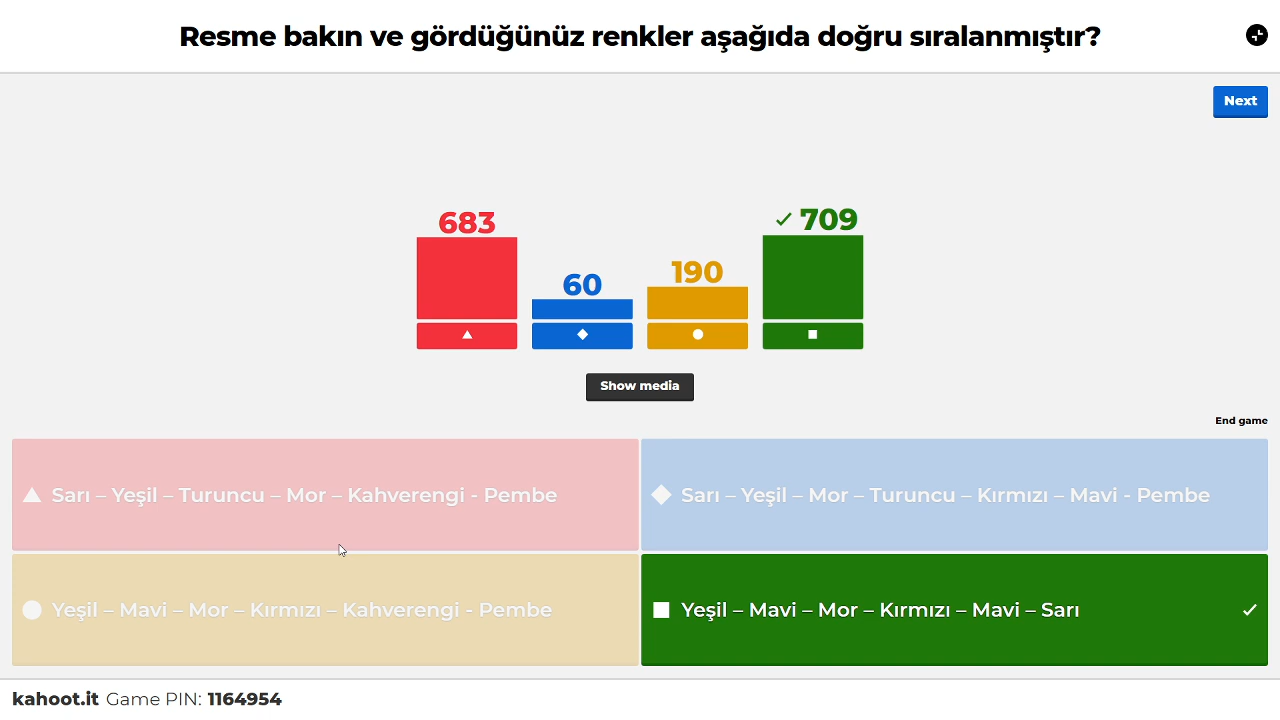 Resme bakın ve gördüğünüz renkler aşağıda doğru sıralanmıştır?
Next
683
60
190
709
Show media
End game
Sarı – Yeşil – Turuncu – Mor – Kahverengi - Pembe
Sarı – Yeşil – Mor – Turuncu – Kırmızı – Mavi - Pembe
Yeşil – Mavi – Mor – Kırmızı – Kahverengi - Pembe
Yeşil – Mavi – Mor – Kırmızı – Mavi – Sarı
kahoot.it Game PIN: 1164954